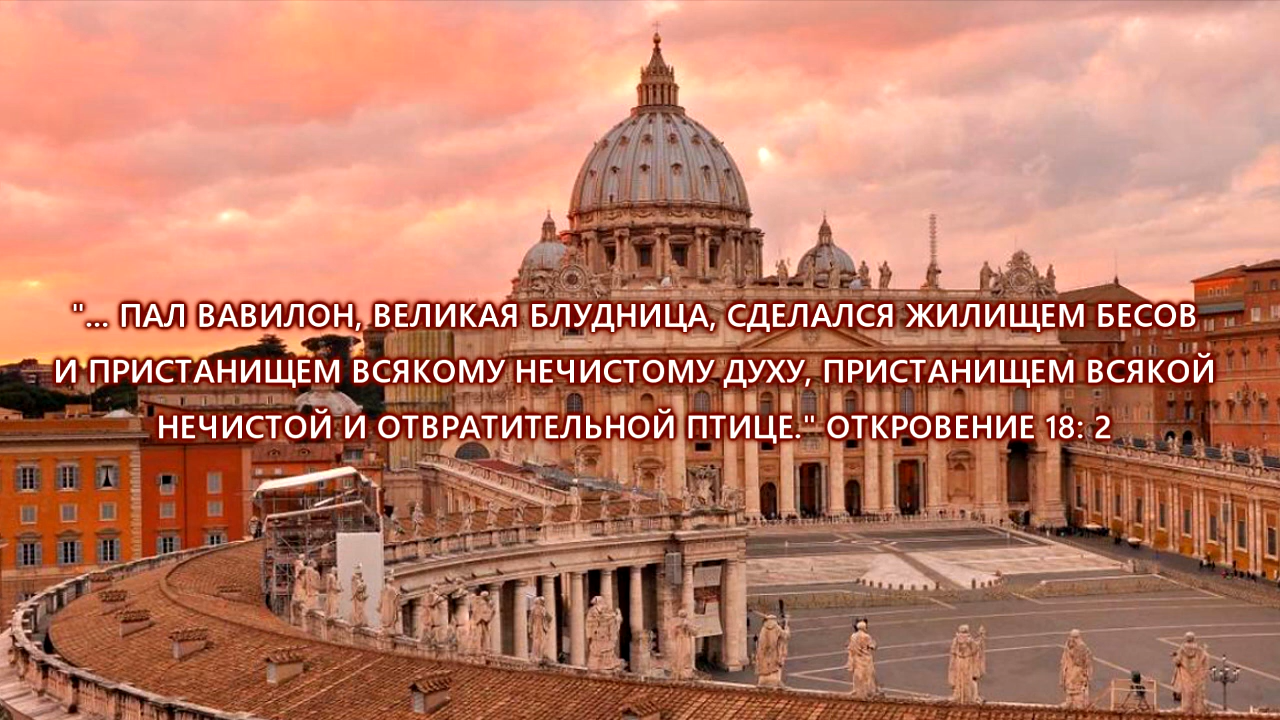 "... ПАЛ ВАВИЛОН, ВЕЛИКАЯ БЛУДНИЦА, СДЕЛАЛСЯ ЖИЛИЩЕМ БЕСОВ
И ПРИСТАНИЩЕМ ВСЯКОМУ НЕЧИСТОМУ ДУХУ, ПРИСТАНИЩЕМ ВСЯКОЙ
НЕЧИСТОЙ И ОТВРАТИТЕЛЬНОЙ ПТИЦЕ." ОТКРОВЕНИЕ 18: 2